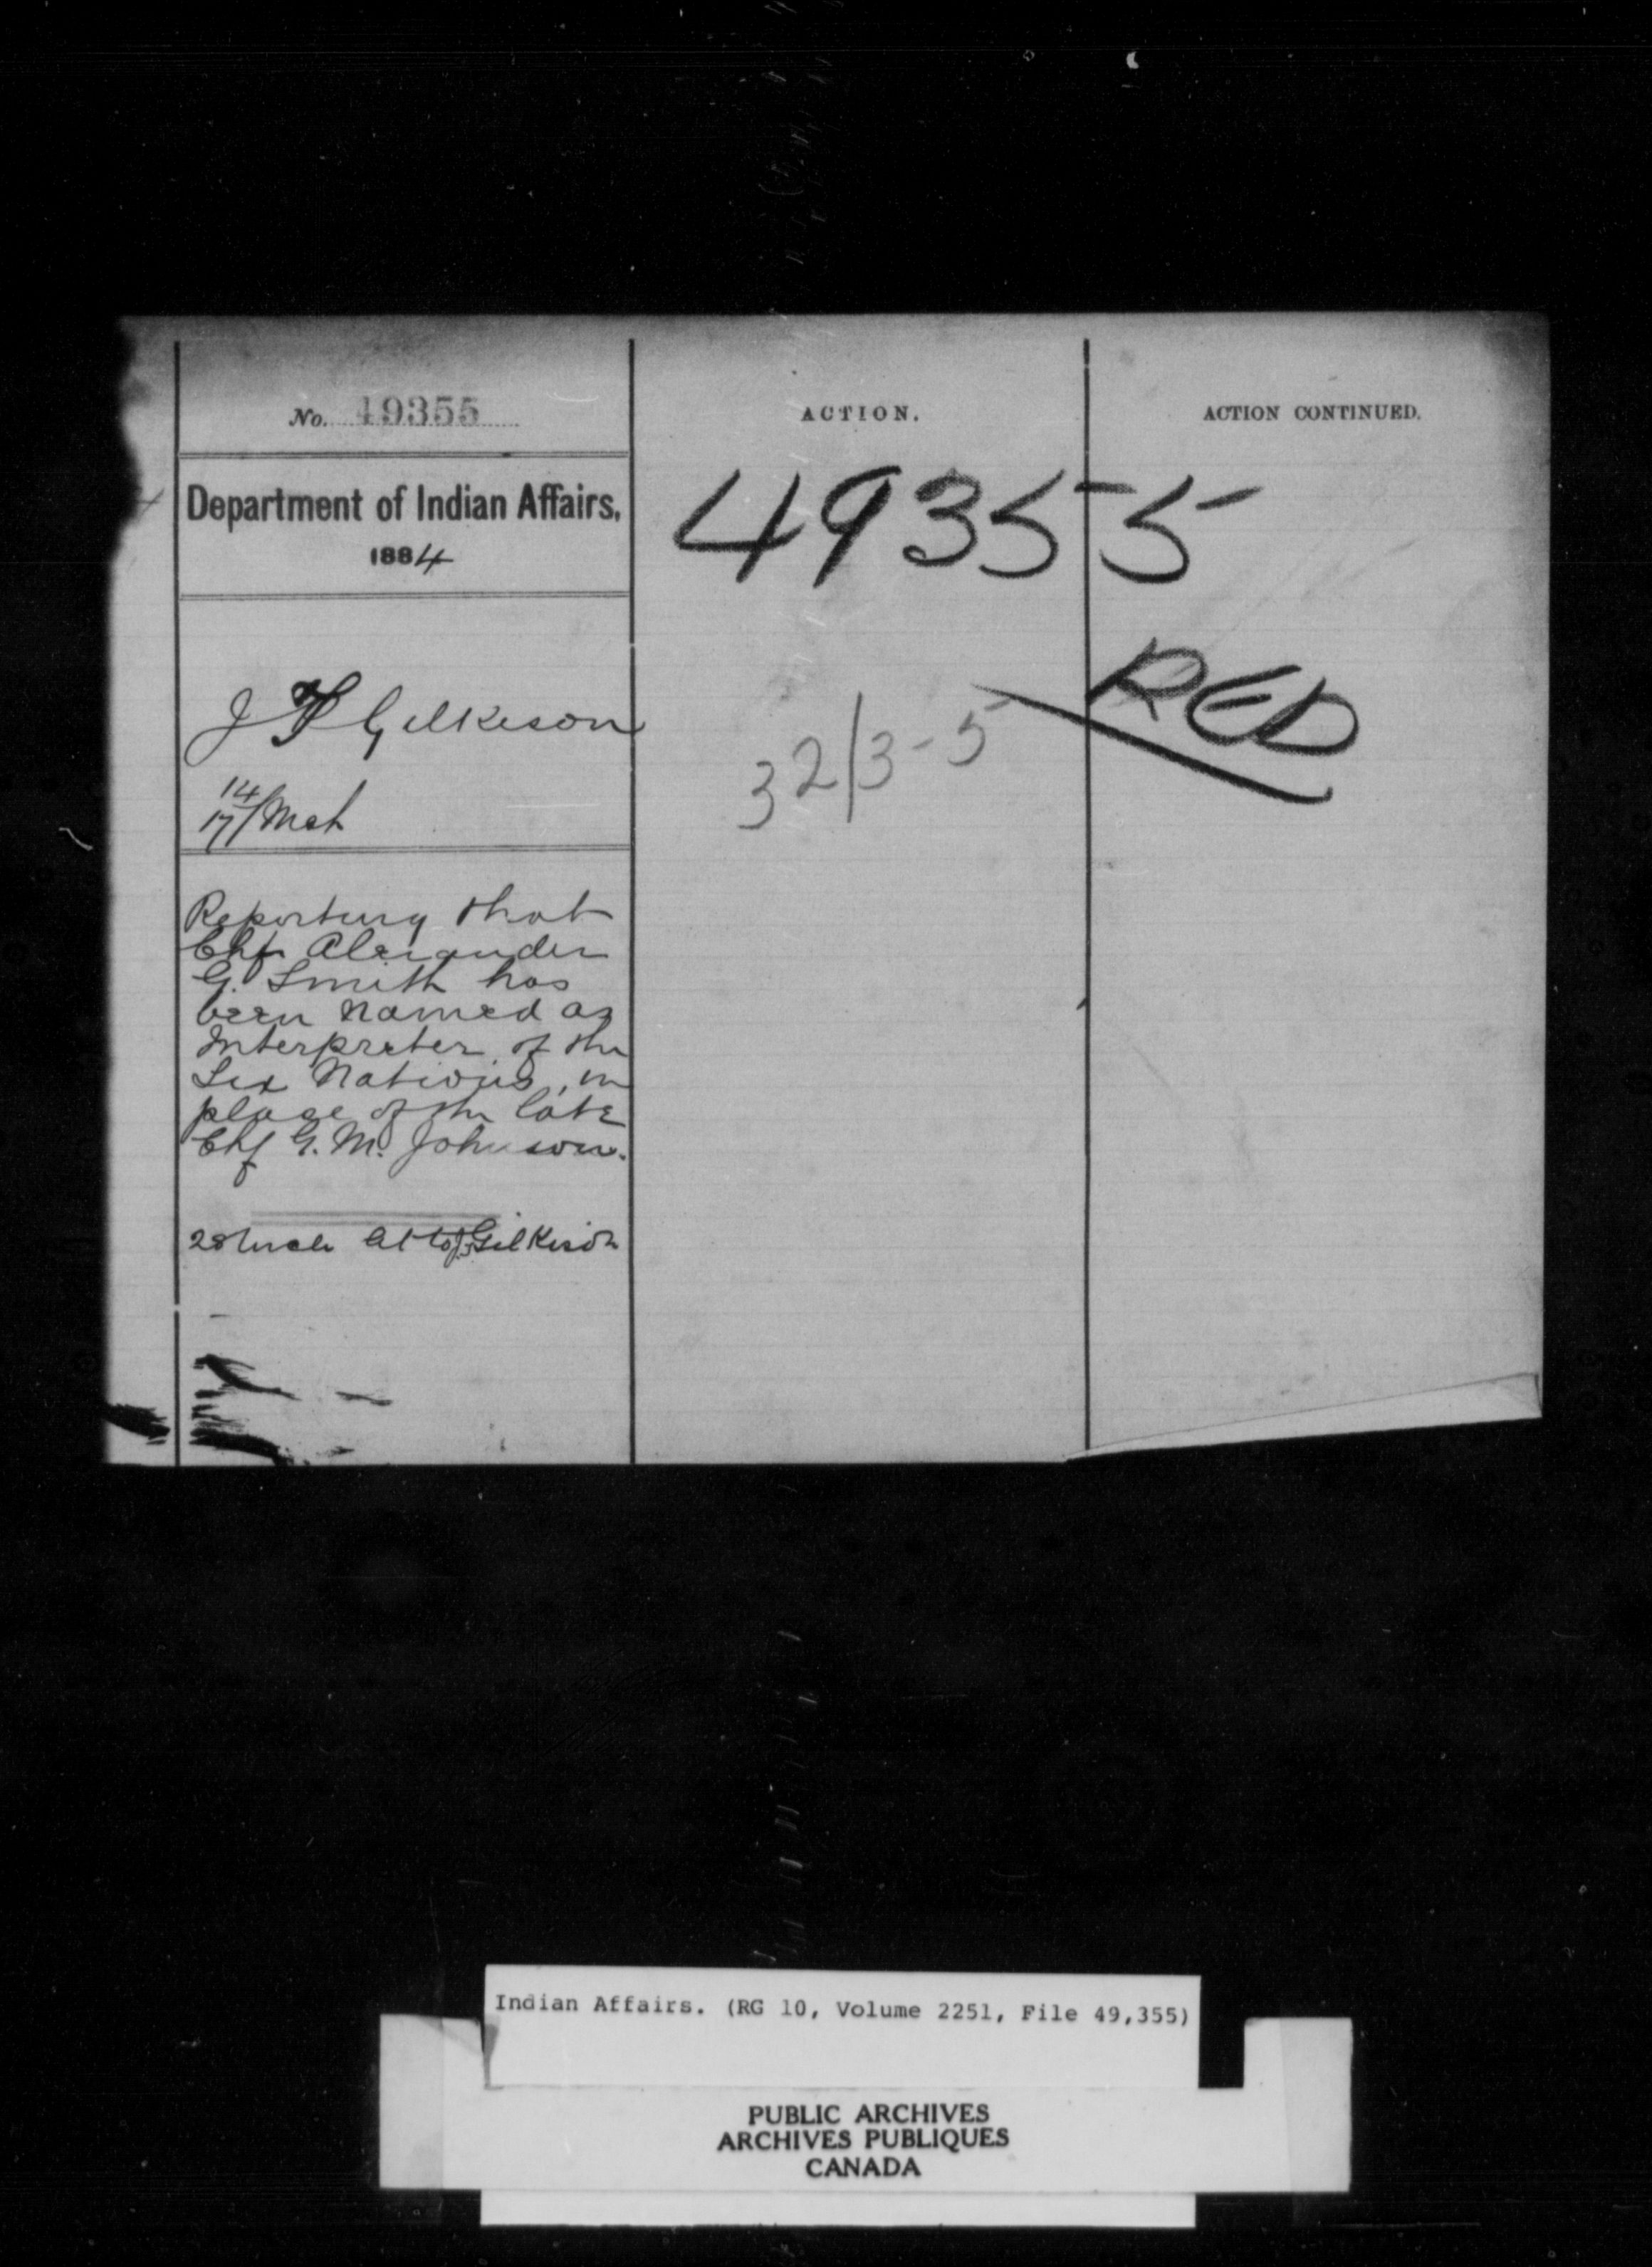 No. 49355
ACTION.
ACTION CONTINUED.
49355
Department of Indian Affairs,
1884
RED
J T Gilkison
32/3-5
14/17/Mch
Reporting that
Chf Alexander
G. Smith has
been named as
Interpreter of the
Six Nations, in
place of the late
Chf G. M. Johnson.
28 Gilkison
Indian Affairs. (RG 10, Volume 2251, File 49,355)
PUBLIC ARCHIVES
ARCHIVES PUBLIQUES
CANADA